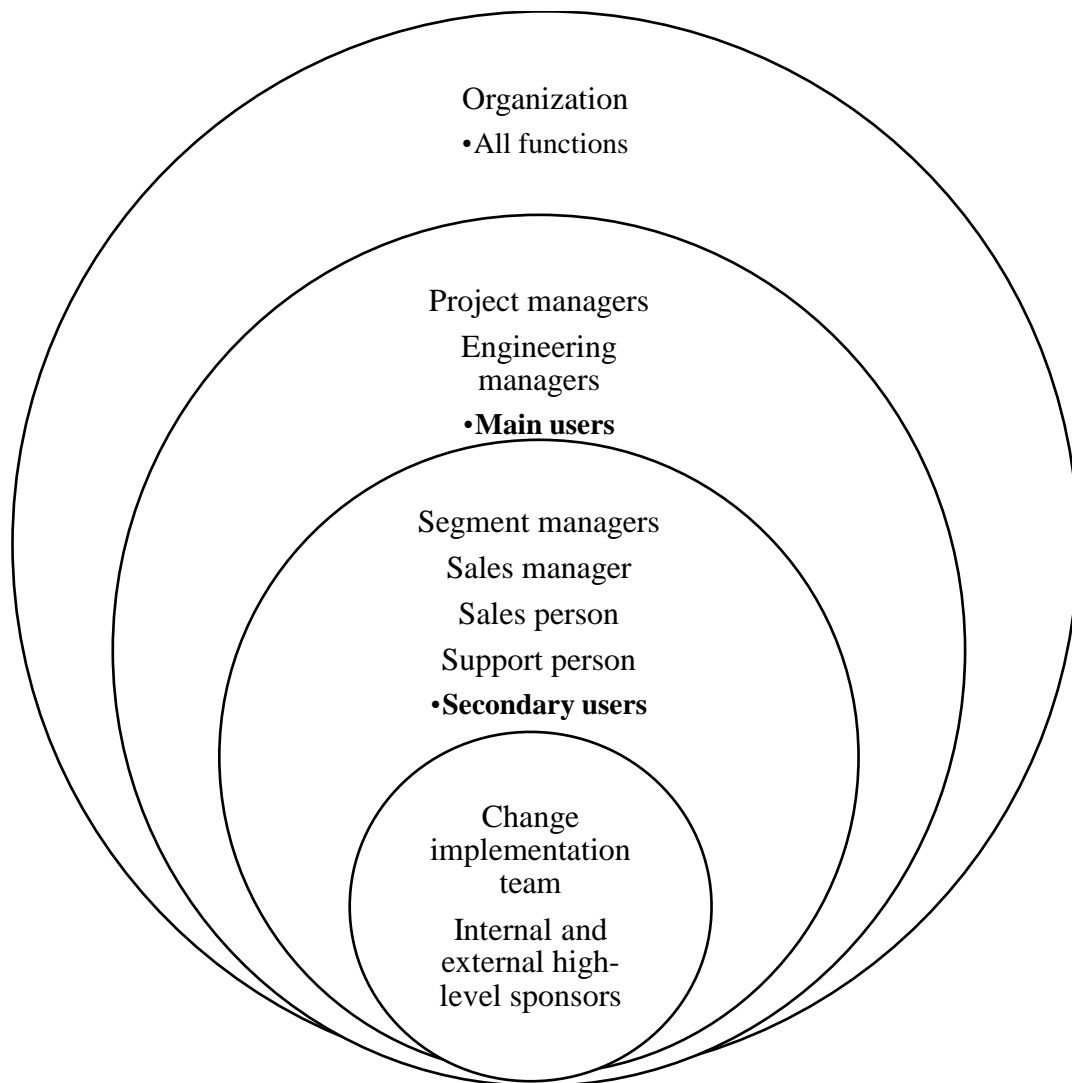 Organization
•All functions
Project managers
Engineering
managers
•Main users
Segment managers
Sales manager
Sales person
Support person
•Secondary users
Change
implementation
team
Internal and
external high-
level sponsors